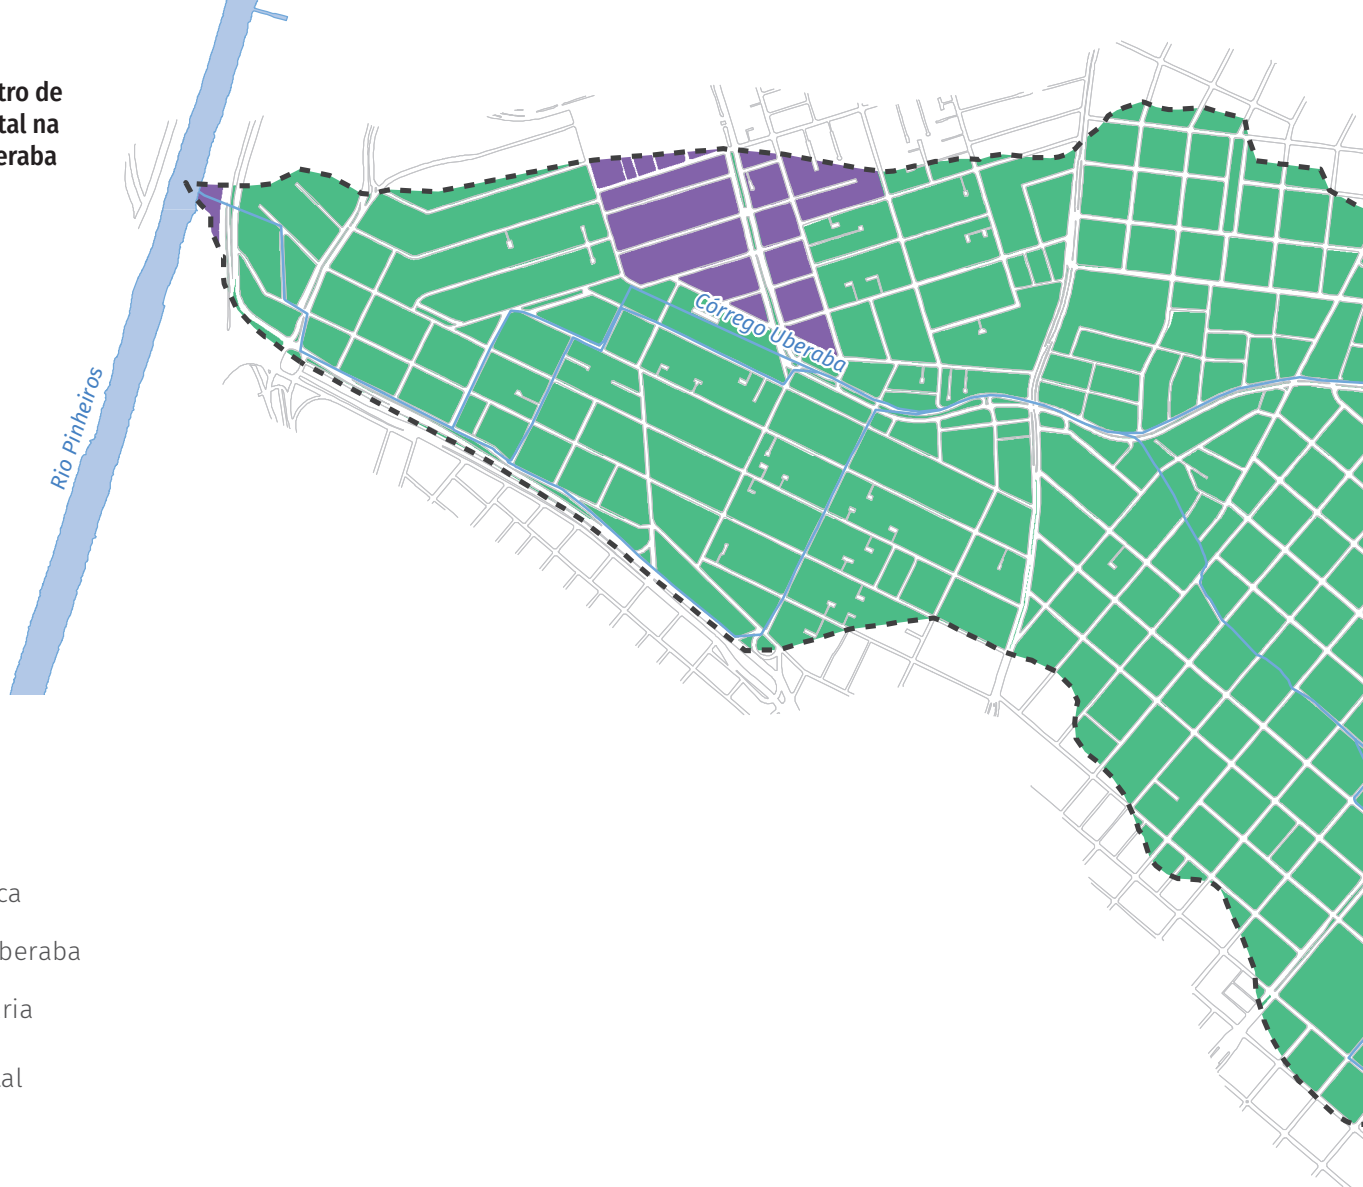 tro de
tal na
eraba
Córrego Uberaba
Rio Pinheiros
ca
beraba
ria
al